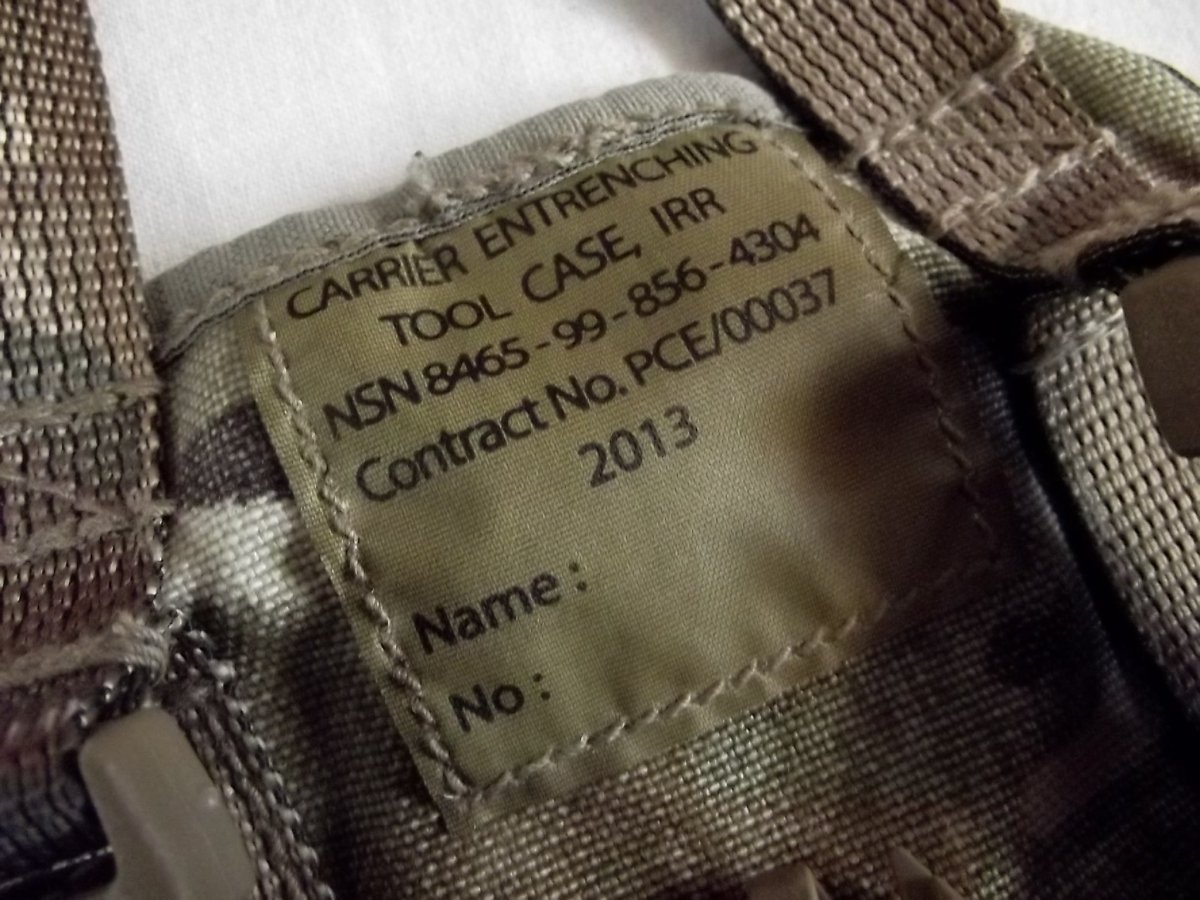 CARRIER ENTRENCHING
TOOL CASE, IRR
NSN 8465-99-856-4304
Contract No. PCE/00037
2013
Name :
No :